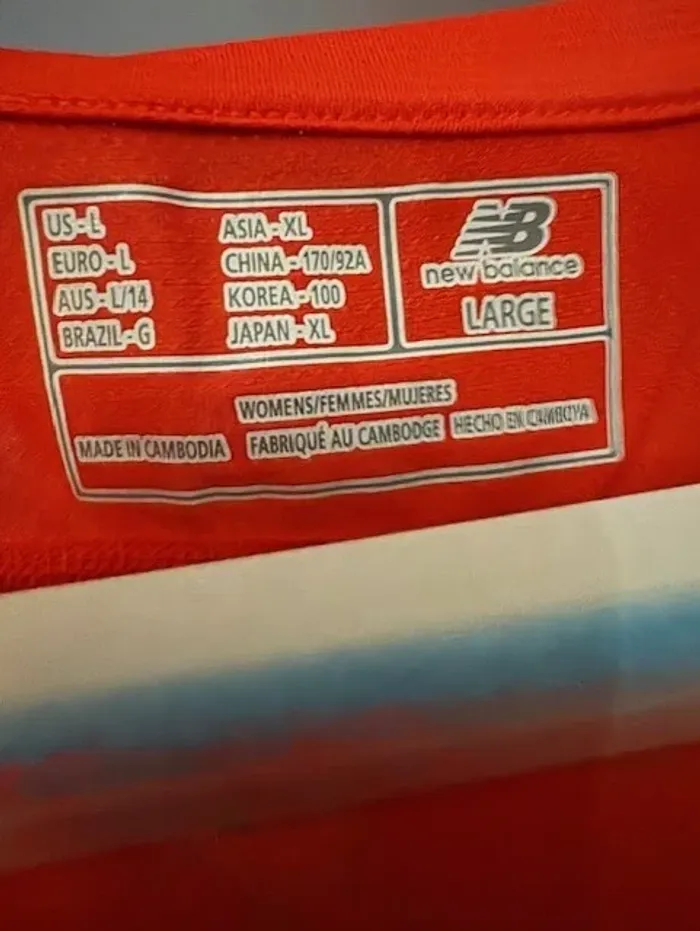 US - L
EURO - L
AUS - L/14
BRAZIL - G
ASIA - XL
CHINA - 170/92A
KOREA - 100
JAPAN - XL
NB
new balance
LARGE
WOMENS/FEMMES/MUJERES
MADE IN CAMBODIA FABRIQUÉ AU CAMBODGE HECHO EN CAMBOYA